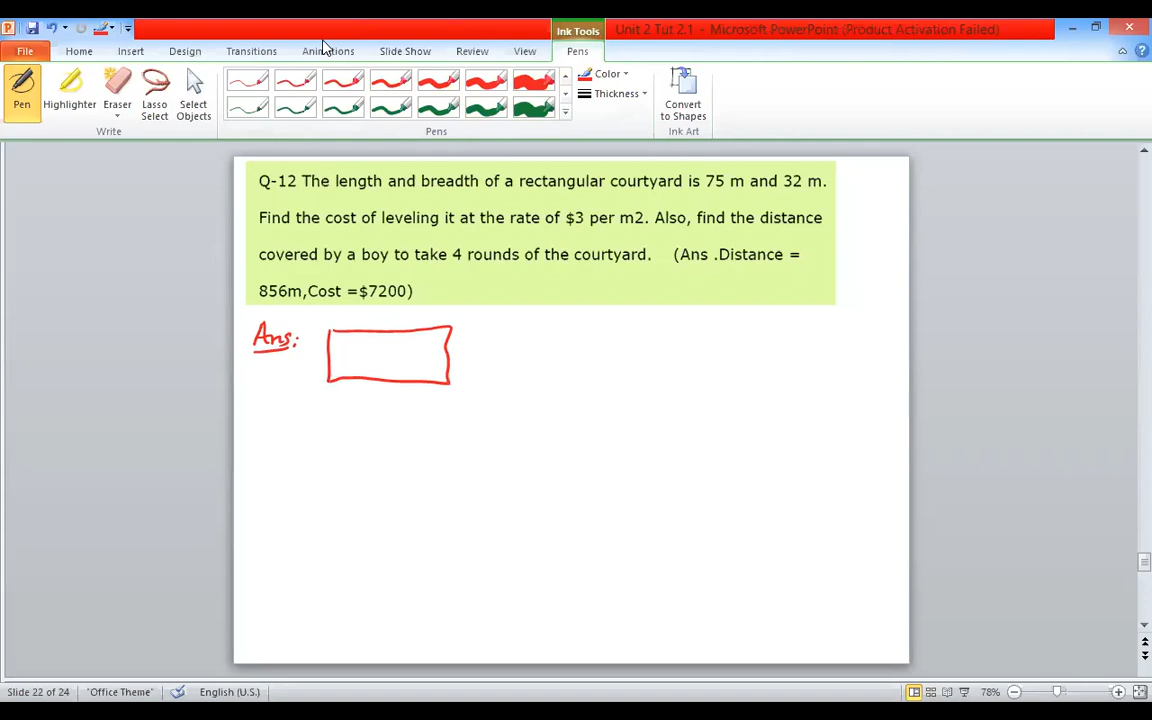 Ink Tools
Unit 2 Tut 2.1 - Microsoft PowerPoint (Product Activation Failed)
File Home Insert Design Transitions Animations Slide Show Review View Pens
Pen Highlighter Eraser Lasso Select Select Objects
Color
Thickness
Convert to Shapes
Write Pens Ink Art
Q-12 The length and breadth of a rectangular courtyard is 75 m and 32 m.
Find the cost of leveling it at the rate of $3 per m2. Also, find the distance
covered by a boy to take 4 rounds of the courtyard. (Ans .Distance =
856m,Cost =$7200)
Ans:
Slide 22 of 24 "Office Theme" English (U.S.) 78%